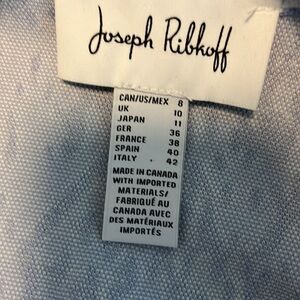 Joseph Ribkoff
CAN/US/MEX 8
UK 10
JAPAN 11
GER 36
FRANCE 38
SPAIN 40
ITALY 42
MADE IN CANADA
WITH IMPORTED
MATERIALS/
FABRIQUÉ AU
CANADA AVEC
DES MATÉRIAUX
IMPORTÉS